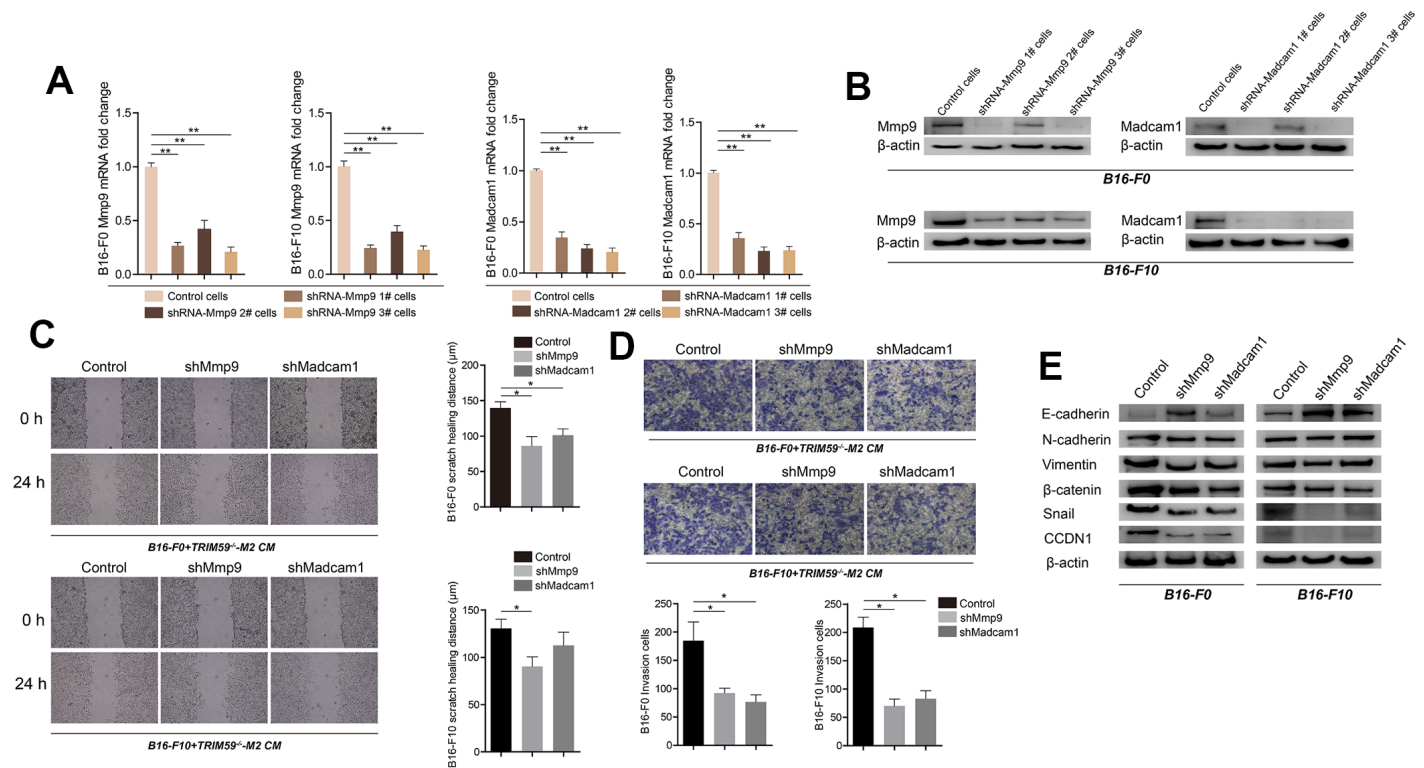 A
B16-F0 Mmp9 mRNA fold change
1.5
1.0
0.5
0.0
**
**
**
B16-F10 Mmp9 mRNA fold change
1.5
1.0
0.5
0.0
**
**
**
B16-F0 Madcam1 mRNA fold change
1.5
1.0
0.5
0.0
**
**
**
B16-F10 Madcam1 mRNA fold change
1.5
1.0
0.5
0.0
**
**
**
Control cells
shRNA-Mmp9 1# cells
shRNA-Mmp9 2# cells
shRNA-Mmp9 3# cells
Control cells
shRNA-Madcam1 1# cells
shRNA-Madcam1 2# cells
shRNA-Madcam1 3# cells
B
Control cells
shRNA-Mmp9 1# cells
shRNA-Mmp9 2# cells
shRNA-Mmp9 3# cells
Control cells
shRNA-Madcam1 1# cells
shRNA-Madcam1 2# cells
shRNA-Madcam1 3# cells
Mmp9
β-actin
Madcam1
β-actin
B16-F0
Mmp9
β-actin
Madcam1
β-actin
B16-F10
C
Control
shMmp9
shMadcam1
0 h
24 h
B16-F0+TRIM59-/--M2 CM
Control
shMmp9
shMadcam1
0 h
24 h
B16-F10+TRIM59-/--M2 CM
Control
shMmp9
shMadcam1
B16-F0 scratch healing distance (μm)
200
150
100
50
0
*
*
Control
shMmp9
shMadcam1
B16-F10 scratch healing distance (μm)
150
100
50
0
*
D
Control
shMmp9
shMadcam1
B16-F0+TRIM59-/--M2 CM
Control
shMmp9
shMadcam1
B16-F10+TRIM59-/--M2 CM
B16-F0 Invasion cells
250
200
150
100
50
0
*
*
B16-F10 Invasion cells
250
200
150
100
50
0
*
*
Control
shMmp9
shMadcam1
E
Control
shMmp9
shMadcam1
Control
shMmp9
shMadcam1
E-cadherin
N-cadherin
Vimentin
β-catenin
Snail
CCDN1
β-actin
B16-F0
B16-F10